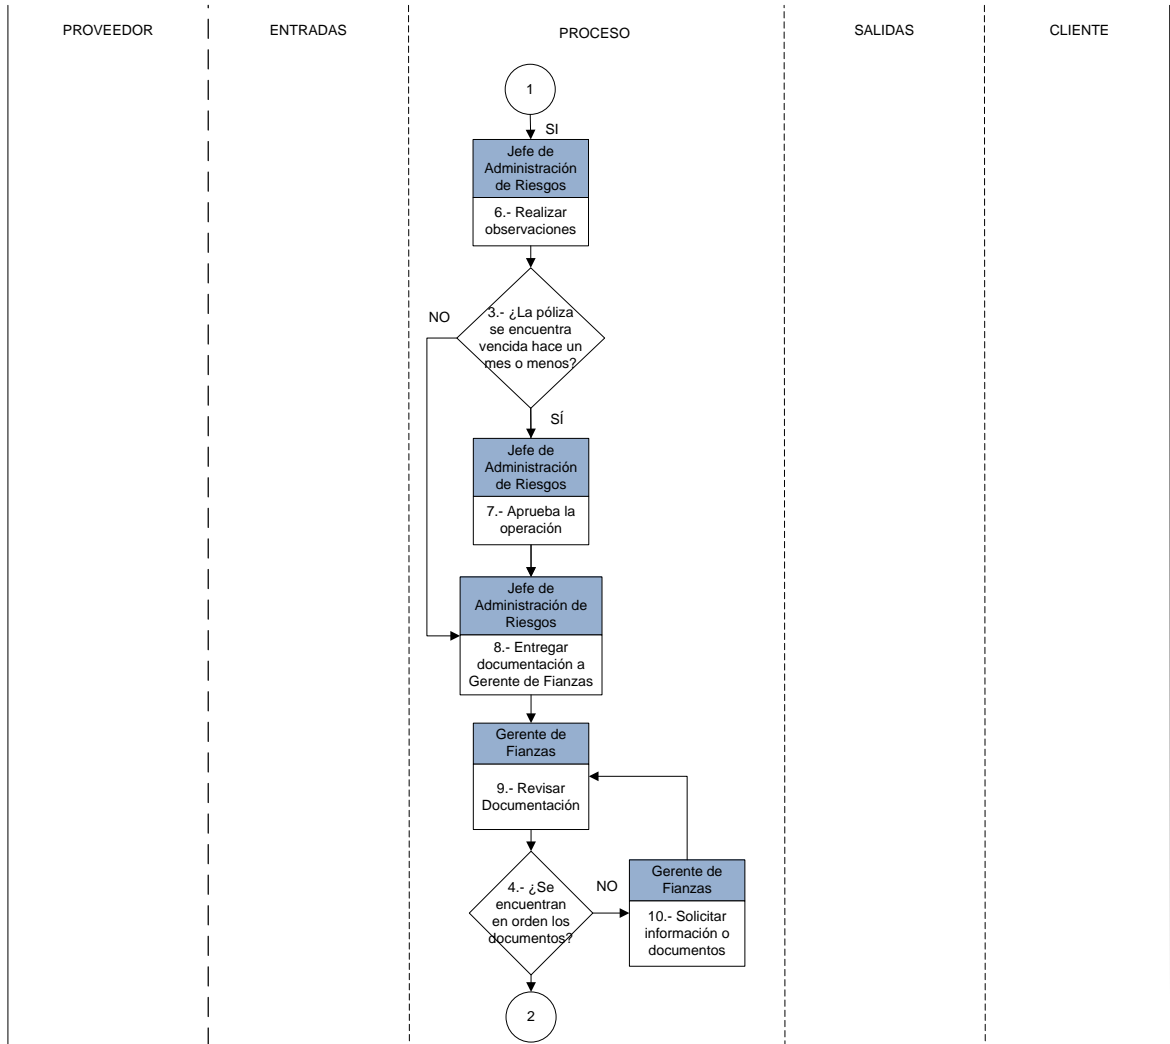 PROVEEDOR
ENTRADAS
PROCESO
SALIDAS
CLIENTE
1
SI
Jefe de
Administración
de Riesgos
6.- Realizar
observaciones
NO
3.- ¿La póliza
se encuentra
vencida hace un
mes o menos?
SÍ
Jefe de
Administración
de Riesgos
7.- Aprueba la
operación
Jefe de
Administración de
Riesgos
8.- Entregar
documentación a
Gerente de Fianzas
Gerente de
Fianzas
9.- Revisar
Documentación
4.- ¿Se
encuentran
en orden los
documentos?
NO
Gerente de
Fianzas
10.- Solicitar
información o
documentos
2